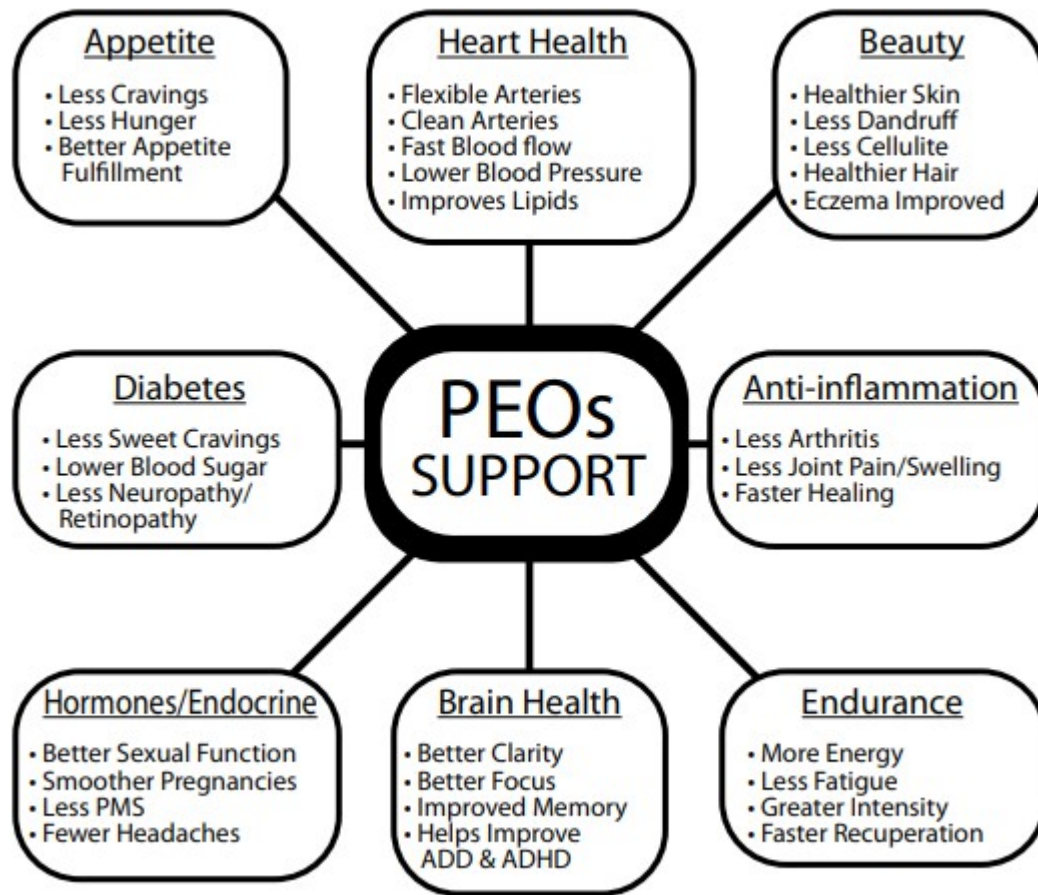 Appetite
• Less Cravings
• Less Hunger
• Better Appetite
Fulfillment
Heart Health
• Flexible Arteries
• Clean Arteries
• Fast Blood flow
• Lower Blood Pressure
• Improves Lipids
Beauty
• Healthier Skin
• Less Dandruff
• Less Cellulite
• Healthier Hair
• Eczema Improved
Diabetes
• Less Sweet Cravings
• Lower Blood Sugar
• Less Neuropathy/
Retinopathy
PEOs
SUPPORT
Anti-inflammation
• Less Arthritis
• Less Joint Pain/Swelling
• Faster Healing
Hormones/Endocrine
• Better Sexual Function
• Smoother Pregnancies
• Less PMS
• Fewer Headaches
Brain Health
• Better Clarity
• Better Focus
• Improved Memory
• Helps Improve
ADD & ADHD
Endurance
• More Energy
• Less Fatigue
• Greater Intensity
• Faster Recuperation